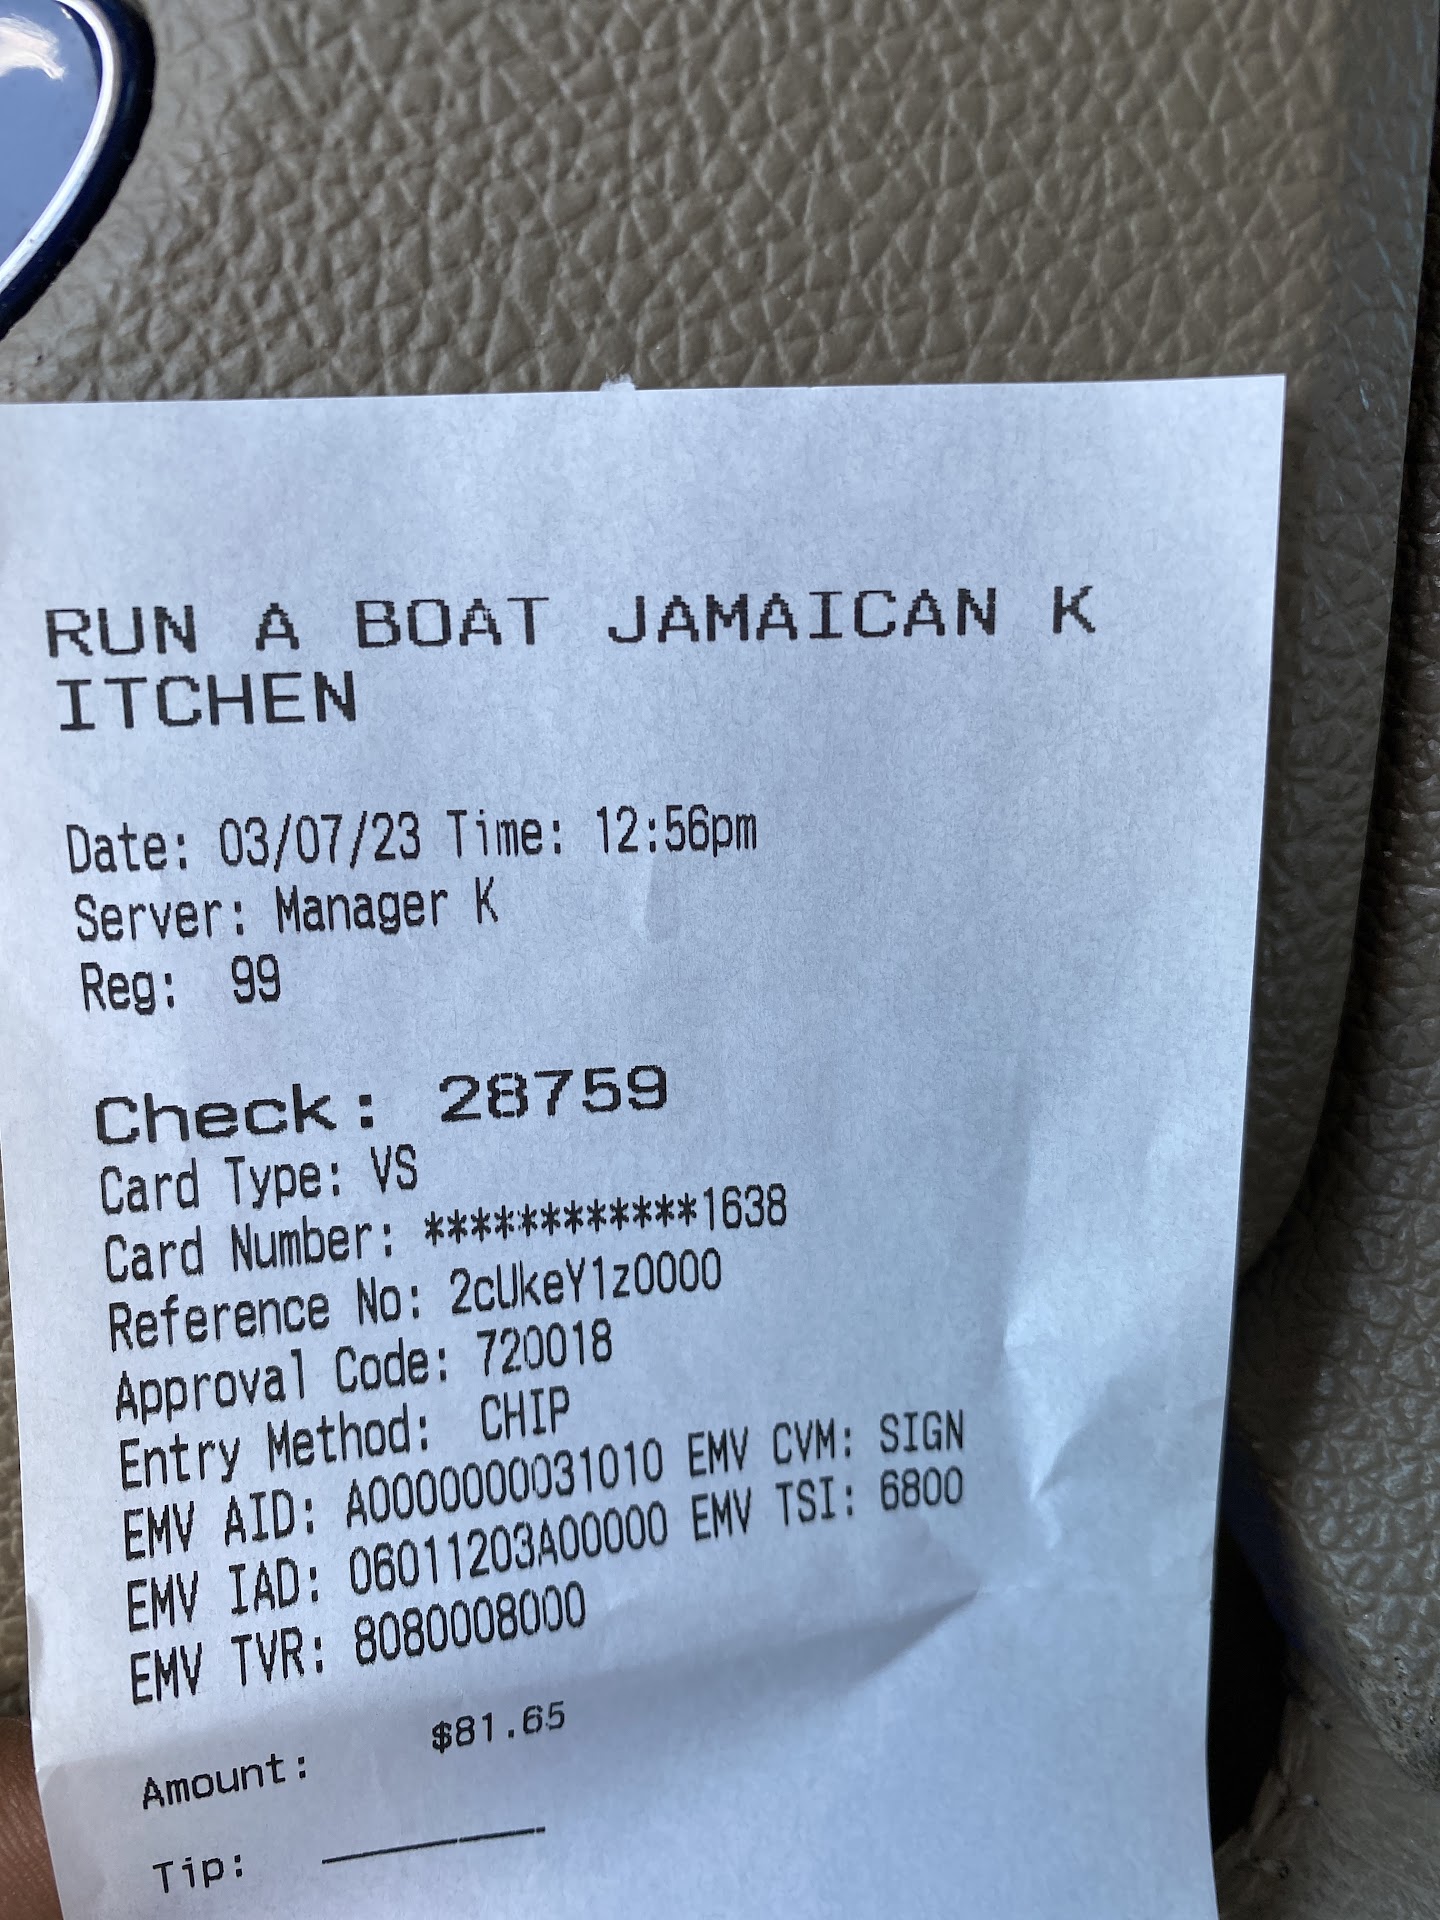 RUN A BOAT JAMAICAN K
ITCHEN
Date: 03/07/23 Time: 12:56pm
Server: Manager K
Reg: 99
Check: 28759
Card Type: VS
Card Number: ************1638
Reference No: 2cUkeY1z0000
Approval Code: 720018
Entry Method: CHIP
EMV AID: A0000000031010 EMV CVM: SIGN
EMV IAD: 06011203A00000 EMV TSI: 6800
EMV TVR: 8080008000
Amount: $81.65
Tip: ________